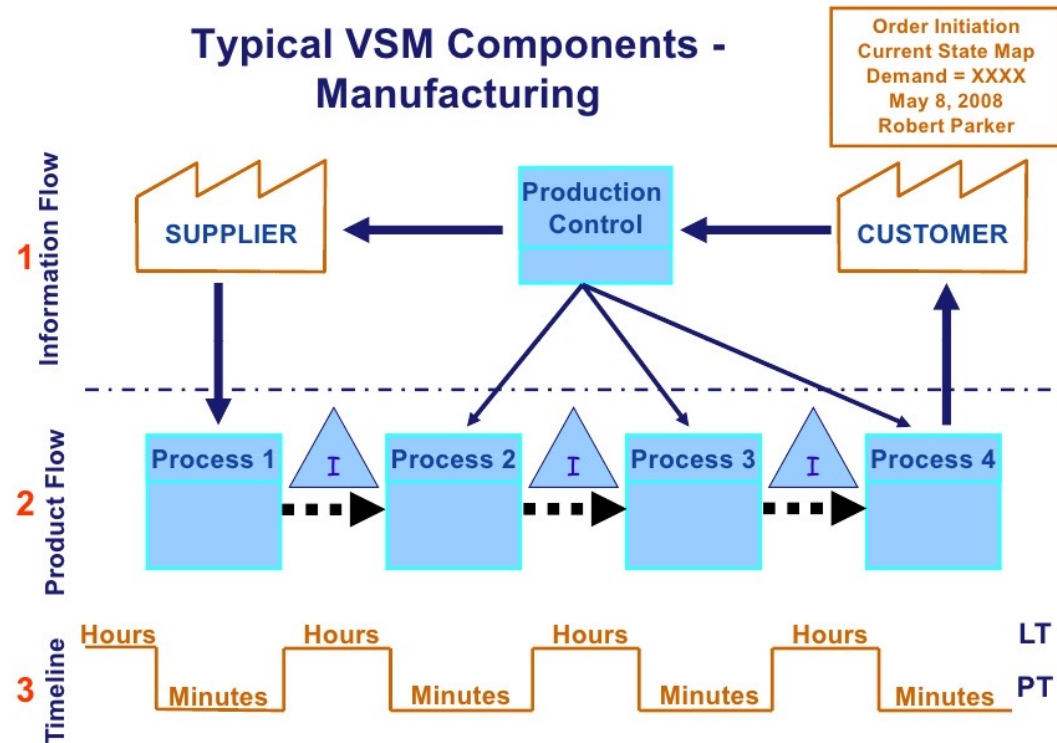 Typical VSM Components -
Manufacturing
Order Initiation
Current State Map
Demand = XXXX
May 8, 2008
Robert Parker
1
Information Flow
SUPPLIER
Production
Control
CUSTOMER
2
Product Flow
Process 1
I
Process 2
I
Process 3
I
Process 4
3
Timeline
Hours
Minutes
Hours
Minutes
Hours
Minutes
Hours
Minutes
LT
PT